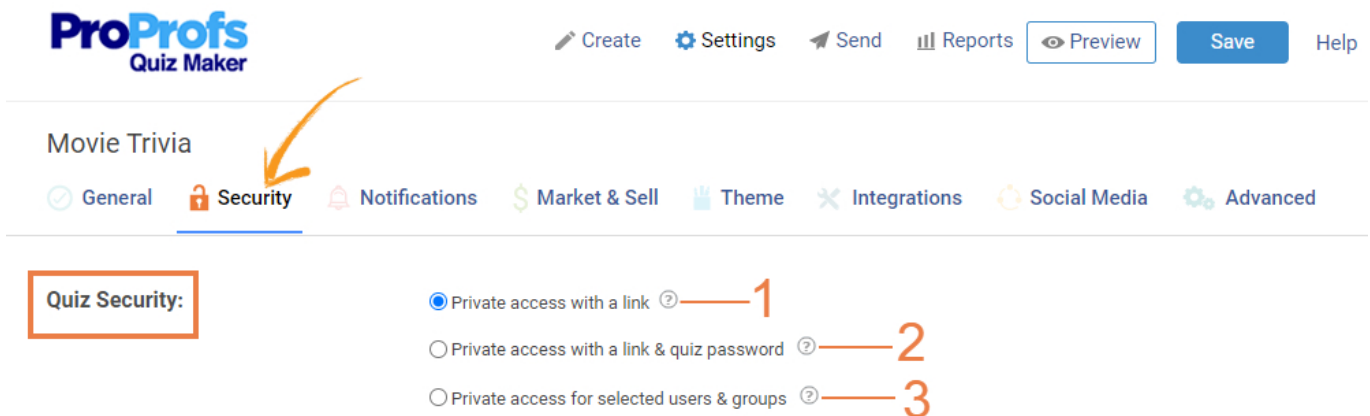 ProProfs
Quiz Maker
Create Settings Send Reports Preview Save Help
Movie Trivia
General Security Notifications $ Market & Sell Theme Integrations Social Media Advanced
Quiz Security:
Private access with a link ? 1
Private access with a link & quiz password ? 2
Private access for selected users & groups ? 3